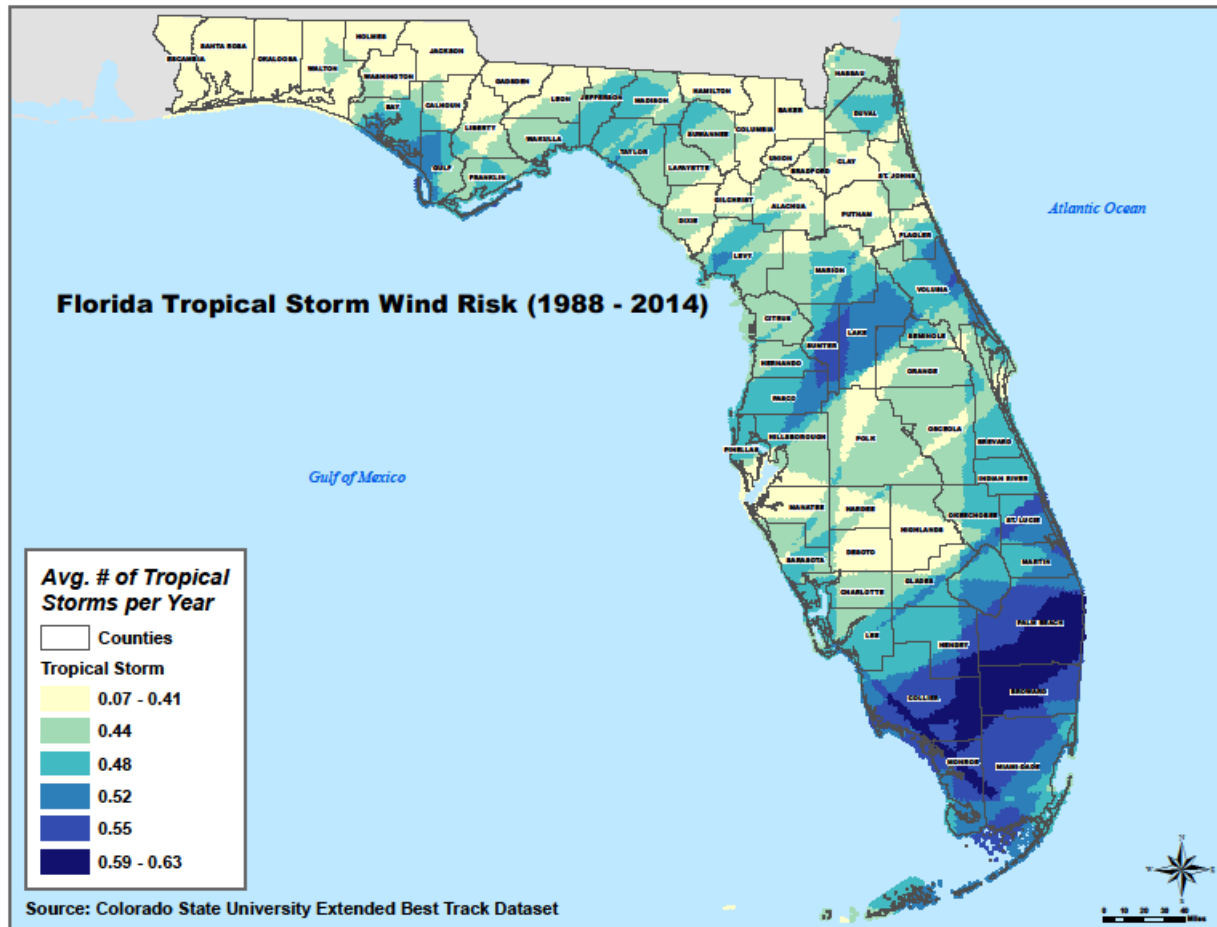 HOLMES
SANTA ROSA
JACKSON
ESCAMBIA
OKALOOSA
WALTON
WASHINGTON
GADSDEN
NASSAU
BAY
CALHOUN
LEON
JEFFERSON
MADISON
HAMILTON
BAKER
DUVAL
LIBERTY
WAKULLA
SUWANNEE
COLUMBIA
TAYLOR
UNION
CLAY
GULF
FRANKLIN
LAFAYETTE
BRADFORD
ST. JOHNS
GILCHRIST
ALACHUA
PUTNAM
Atlantic Ocean
DIXIE
FLAGLER
LEVY
MARION
VOLUSIA
Florida Tropical Storm Wind Risk (1988 - 2014)
CITRUS
LAKE
SUMTER
SEMINOLE
HERNANDO
ORANGE
PASCO
OSCEOLA
HILLSBOROUGH
POLK
BREVARD
PINELLAS
Gulf of Mexico
INDIAN RIVER
MANATEE
HARDEE
OKEECHOBEE
ST. LUCIE
HIGHLANDS
DESOTO
SARASOTA
MARTIN
GLADES
CHARLOTTE
PALM BEACH
LEE
HENDRY
COLLIER
BROWARD
MONROE
MIAMI-DADE
Avg. # of Tropical
Storms per Year
Counties
Tropical Storm
0.07 - 0.41
0.44
0.48
0.52
0.55
0.59 - 0.63
N
W
E
S
0 10 20 30 40
Miles
Source: Colorado State University Extended Best Track Dataset